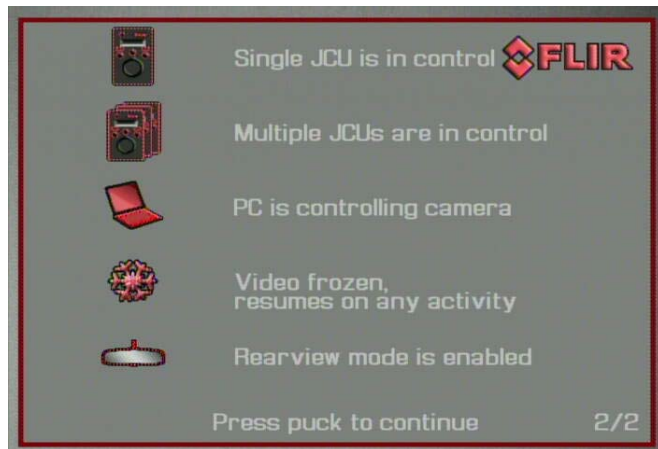 Single JCU is in control
FLIR
Multiple JCUs are in control
PC is controlling camera
Video frozen,
resumes on any activity
Rearview mode is enabled
Press puck to continue
2/2